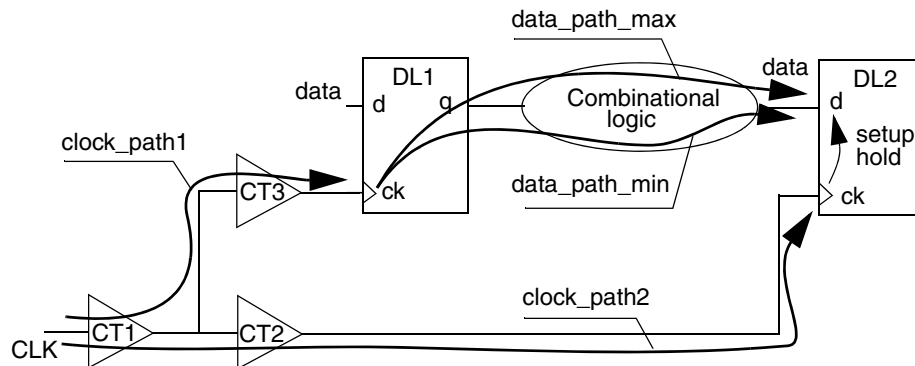 data_path_max
data
DL1
DL2
data
d
q
Combinational
logic
d
setup
hold
clock_path1
CT3
ck
data_path_min
ck
clock_path2
CT1
CT2
CLK